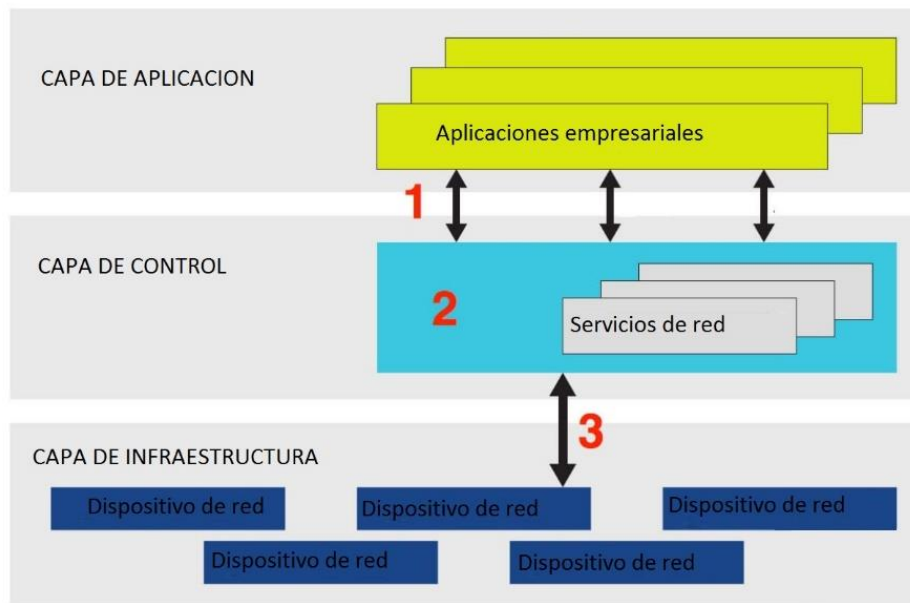 CAPA DE APLICACION
Aplicaciones empresariales
1
CAPA DE CONTROL
2
Servicios de red
3
CAPA DE INFRAESTRUCTURA
Dispositivo de red
Dispositivo de red
Dispositivo de red
Dispositivo de red
Dispositivo de red